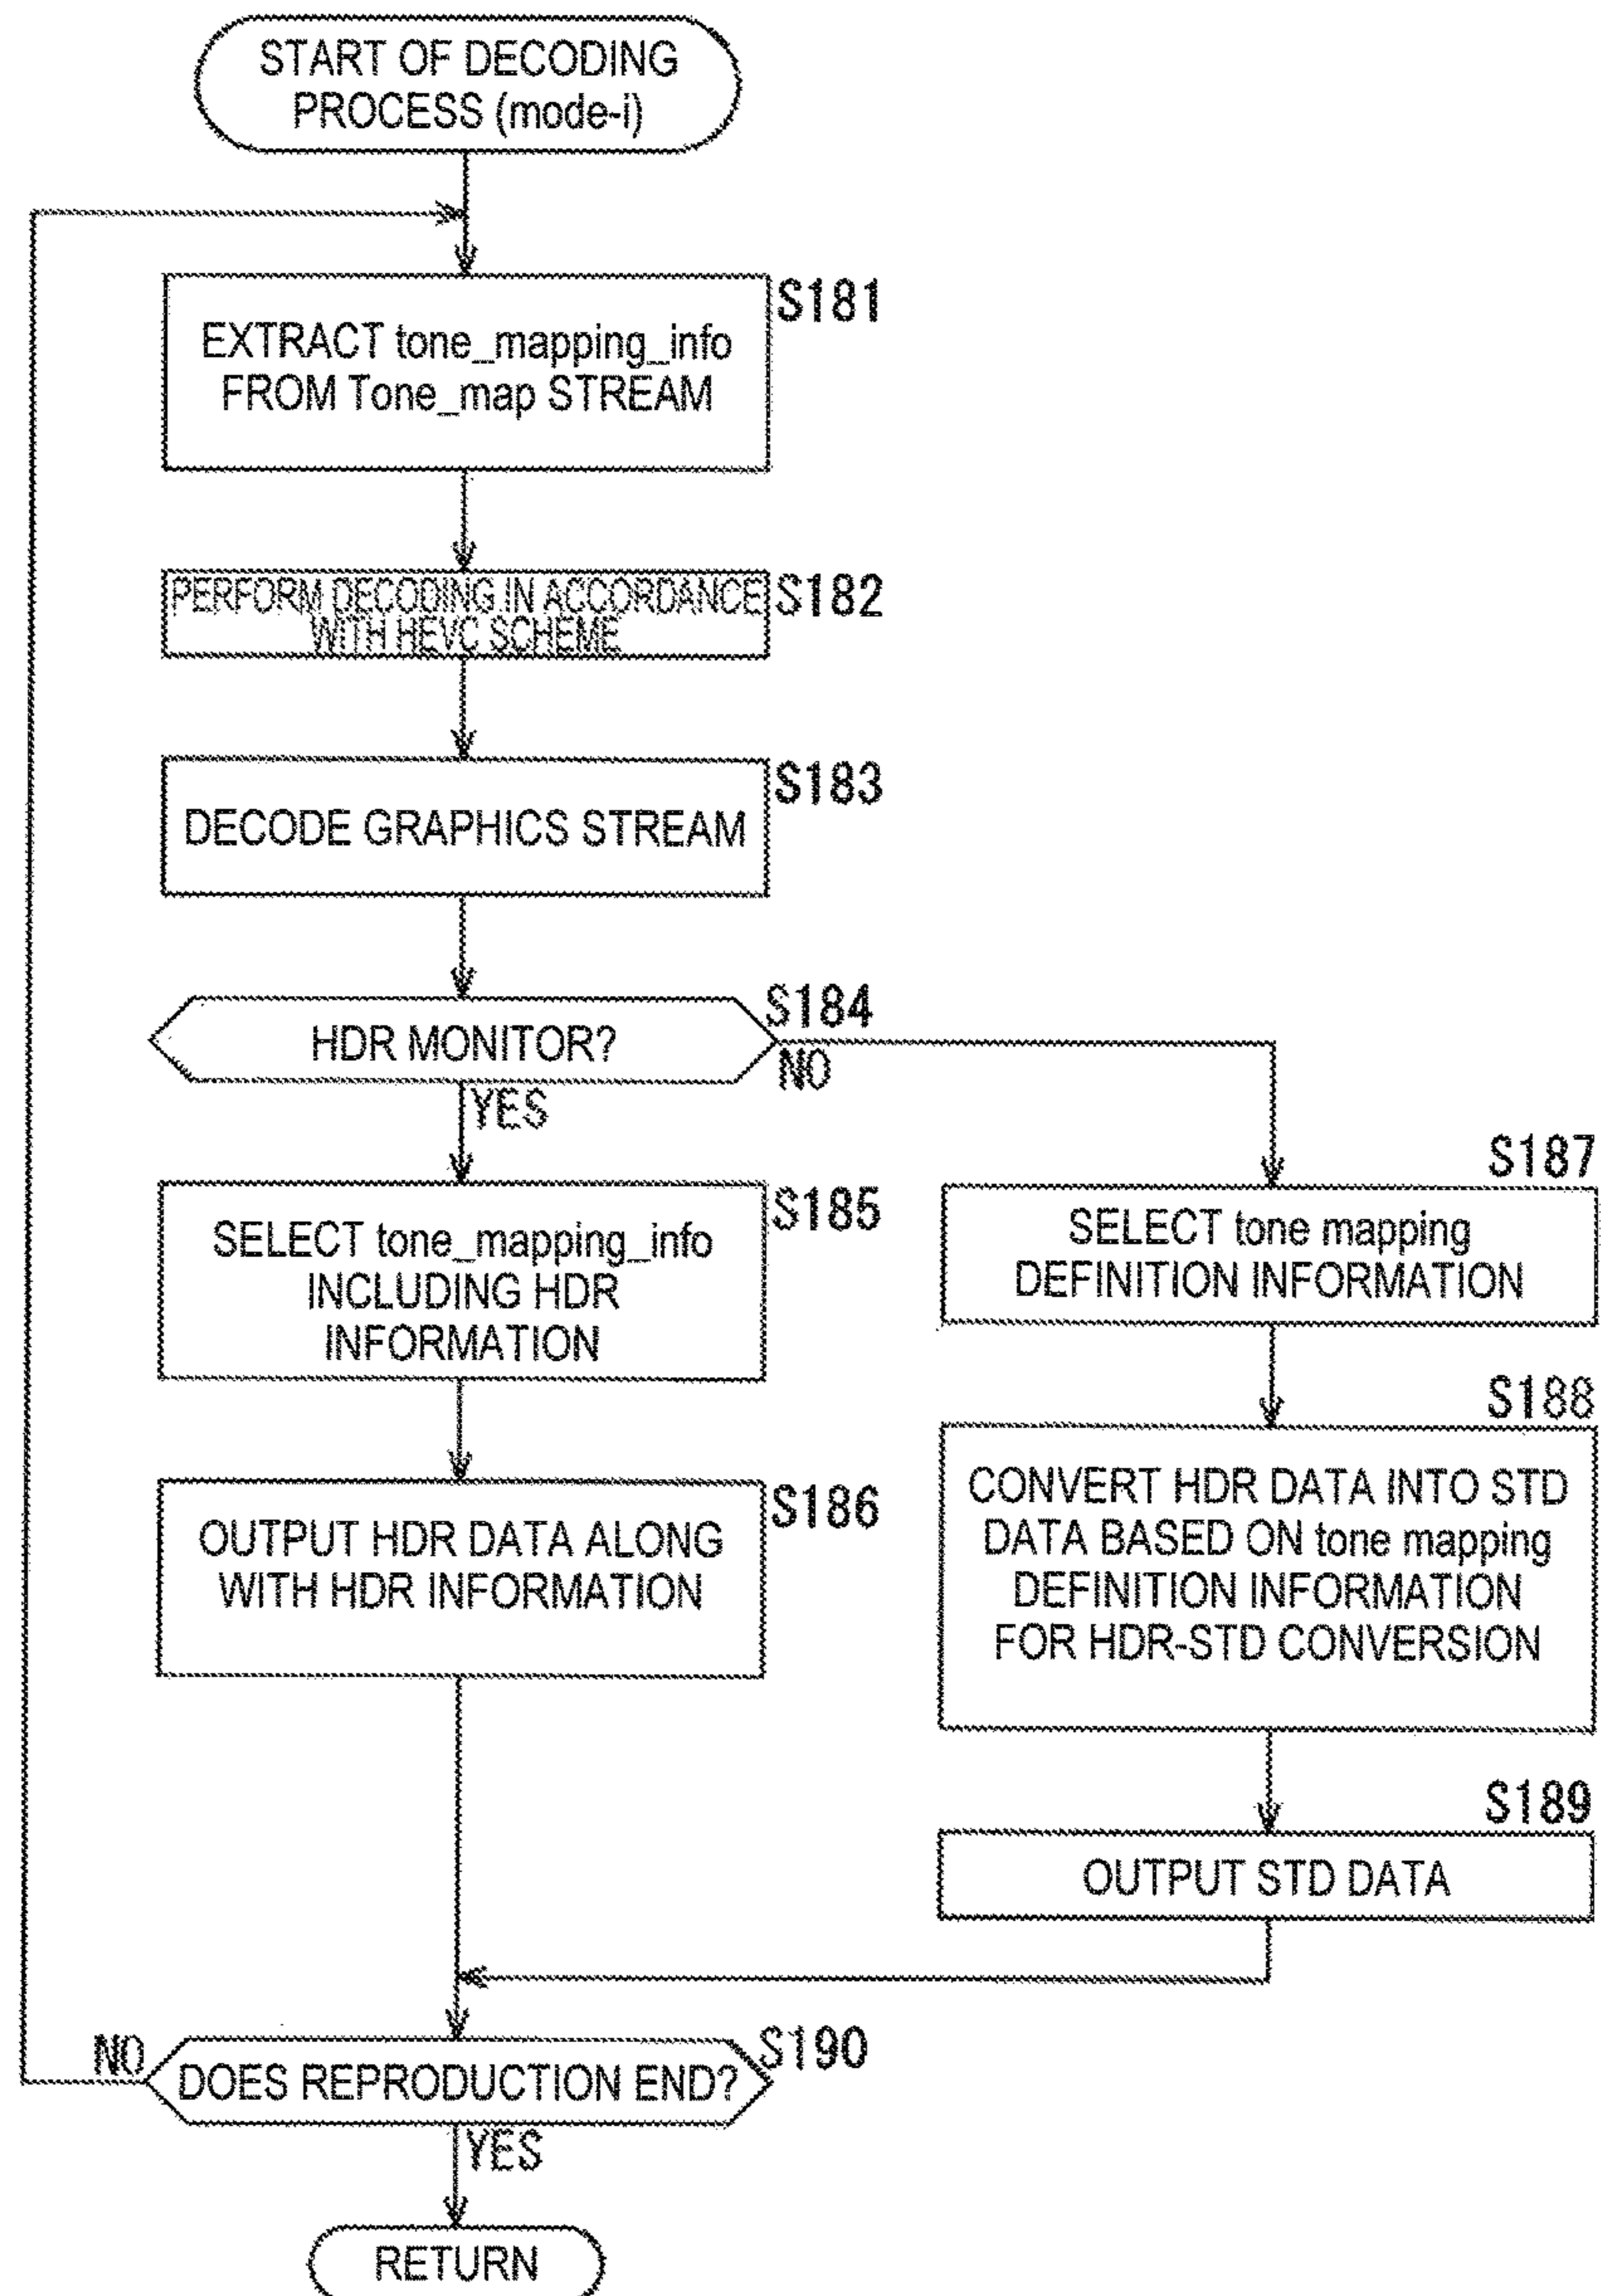 START OF DECODING
PROCESS (mode-i)
S181
EXTRACT tone_mapping_info
FROM Tone_map STREAM
PERFORM DECODING IN ACCORDANCE
WITH HEVC SCHEME
S182
S183
DECODE GRAPHICS STREAM
S184
HDR MONITOR?
NO
YES
S185
SELECT tone_mapping_info
INCLUDING HDR
INFORMATION
S186
OUTPUT HDR DATA ALONG
WITH HDR INFORMATION
S187
SELECT tone mapping
DEFINITION INFORMATION
S188
CONVERT HDR DATA INTO STD
DATA BASED ON tone mapping
DEFINITION INFORMATION
FOR HDR-STD CONVERSION
S189
OUTPUT STD DATA
NO
S190
DOES REPRODUCTION END?
YES
RETURN